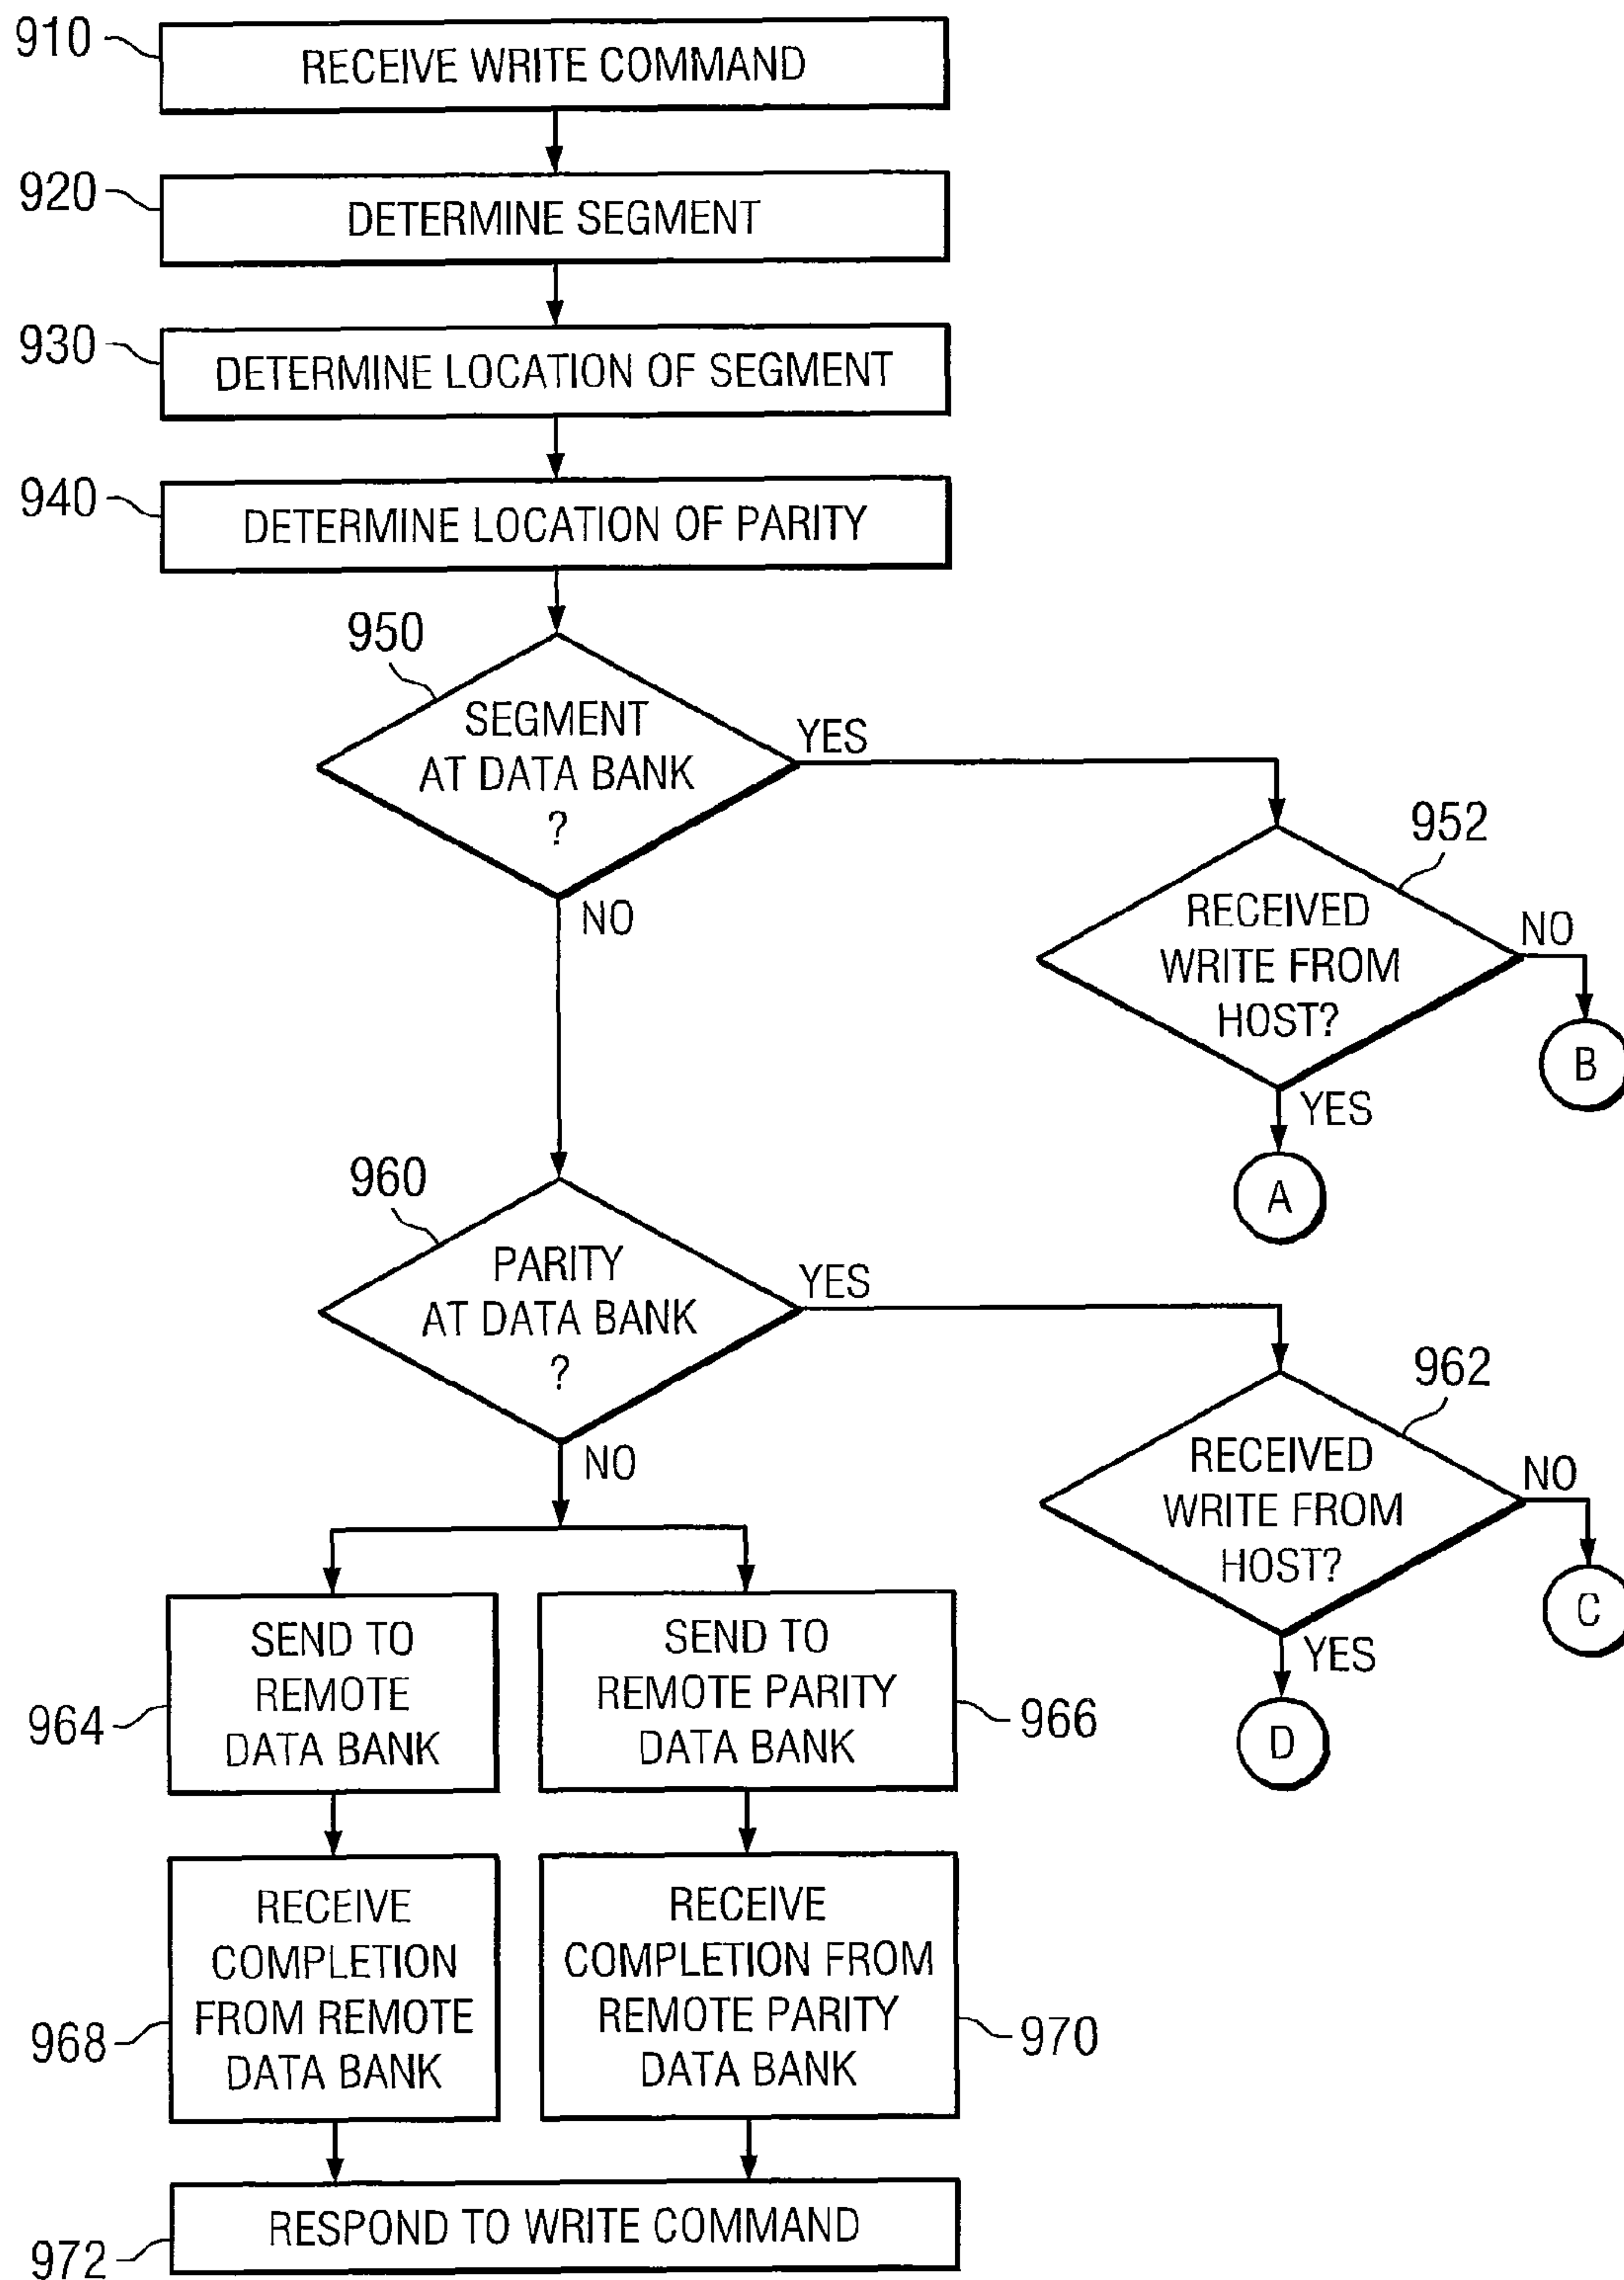 910
RECEIVE WRITE COMMAND
920
DETERMINE SEGMENT
930
DETERMINE LOCATION OF SEGMENT
940
DETERMINE LOCATION OF PARITY
950
SEGMENT
AT DATA BANK
?
YES
NO
952
RECEIVED
WRITE FROM
HOST?
NO
B
YES
A
960
PARITY
AT DATA BANK
?
YES
NO
962
RECEIVED
WRITE FROM
HOST?
NO
C
YES
D
964
SEND TO
REMOTE
DATA BANK
SEND TO
REMOTE PARITY
DATA BANK
966
968
RECEIVE
COMPLETION
FROM REMOTE
DATA BANK
RECEIVE
COMPLETION FROM
REMOTE PARITY
DATA BANK
970
972
RESPOND TO WRITE COMMAND